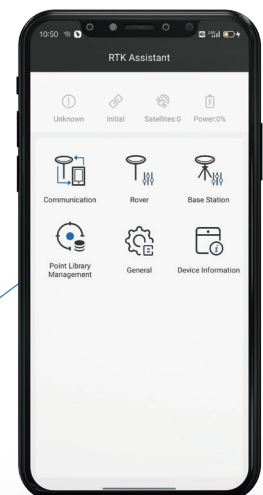 10:50
RTK Assistant
Unknown Initial Satellites:0 Power:0%
Communication Rover Base Station
Point Library
Management General Device Information